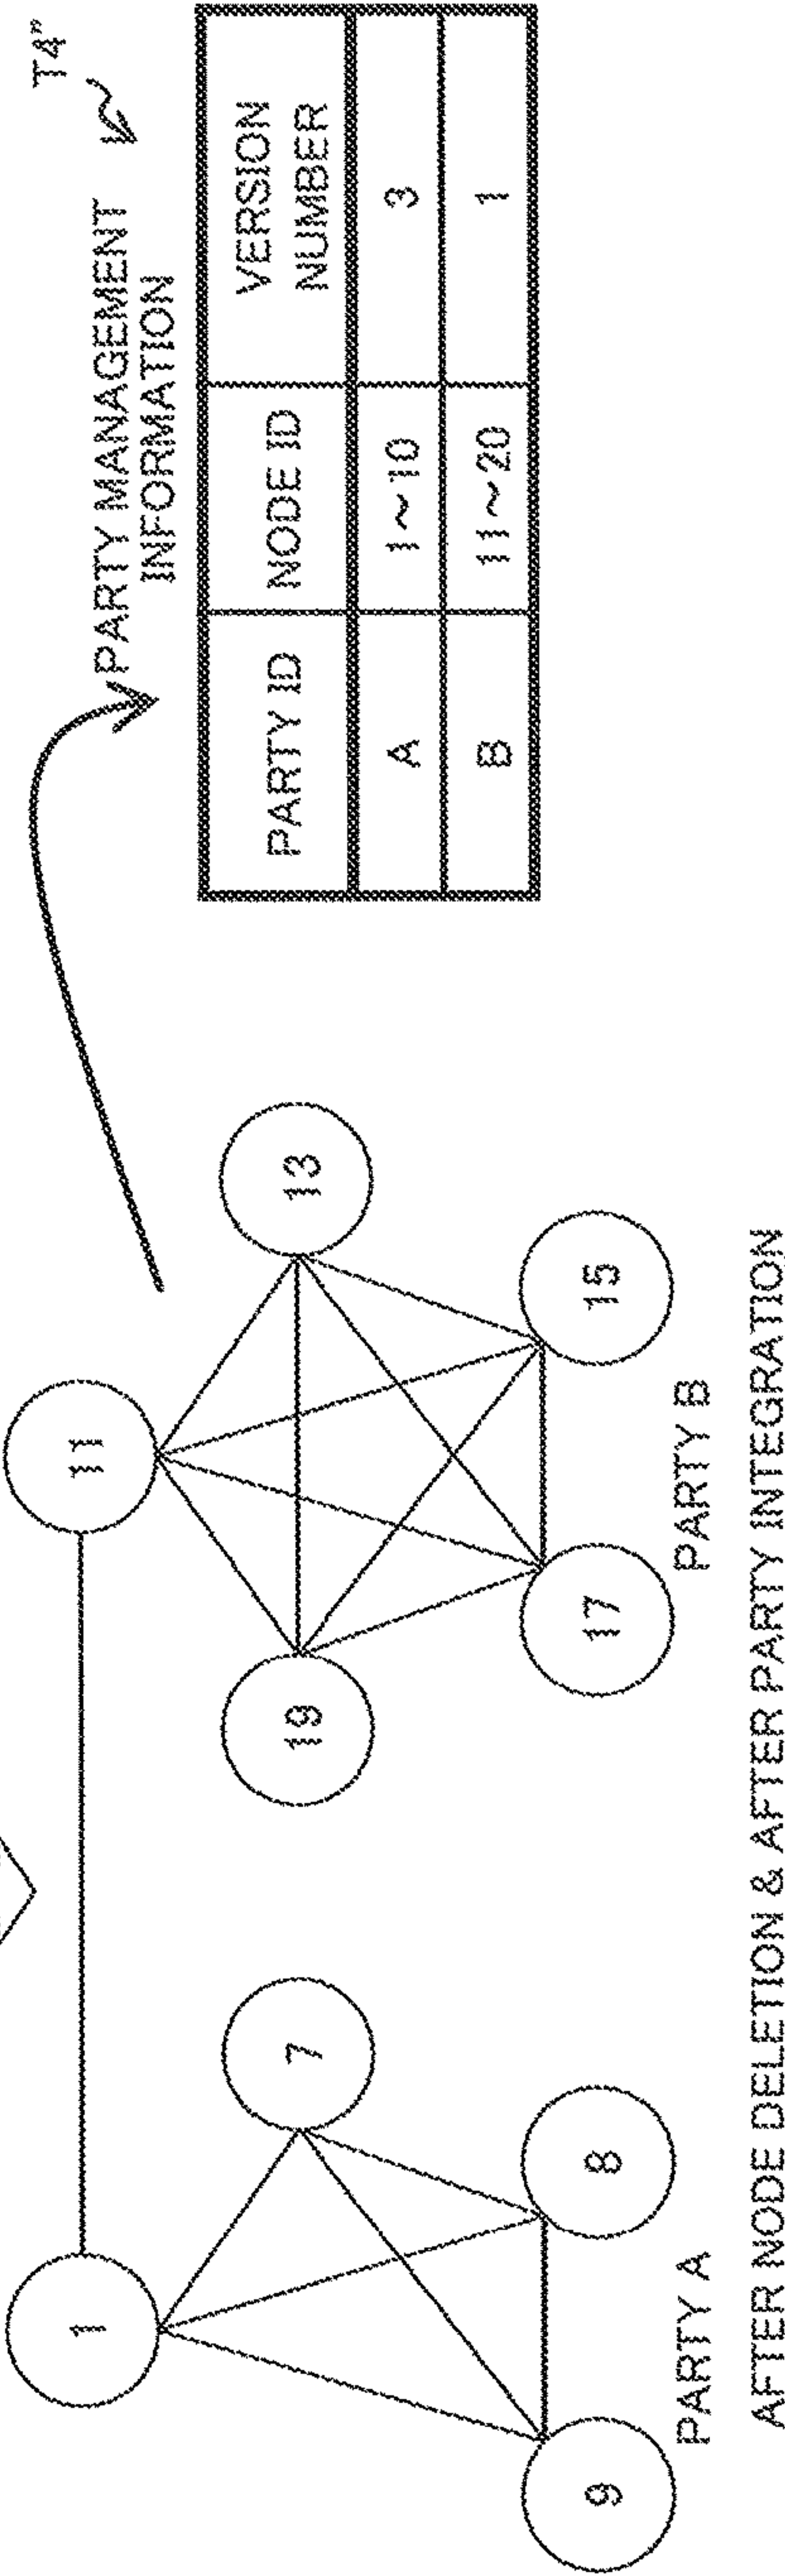 T4"
PARTY MANAGEMENT
INFORMATION
PARTY ID NODE ID VERSION NUMBER
A 1~10 3
B 11~20 1
1
11
7
19
13
9
8
17
15
PARTY A
PARTY B
AFTER NODE DELETION & AFTER PARTY INTEGRATION